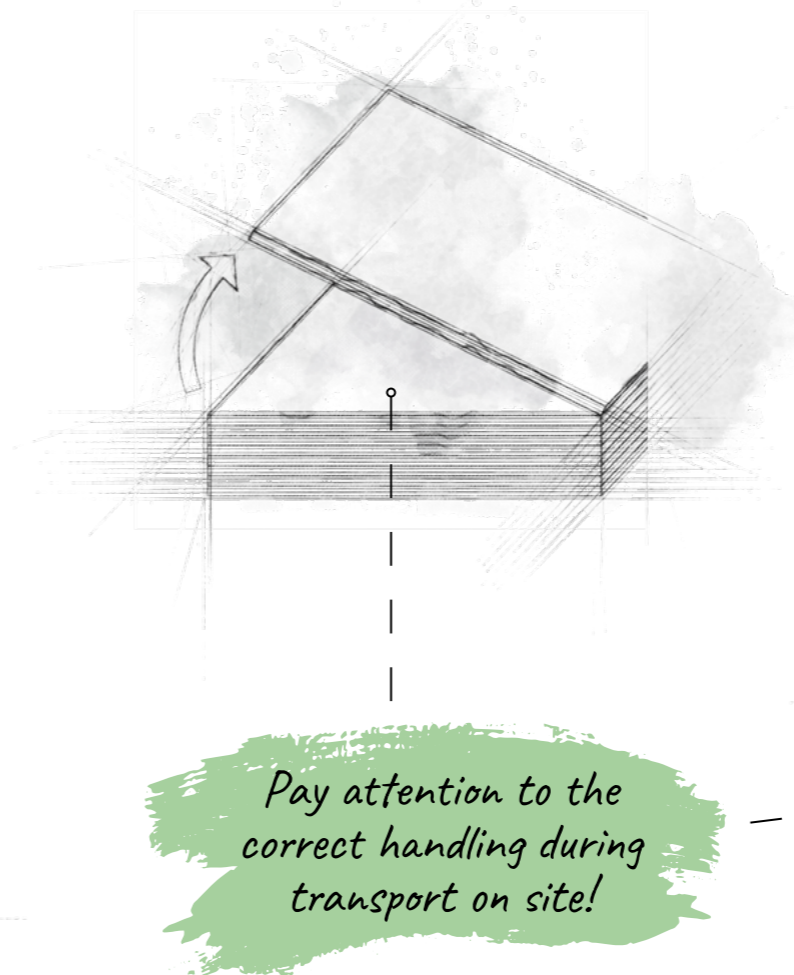 Pay attention to the
correct handling during
transport on site!